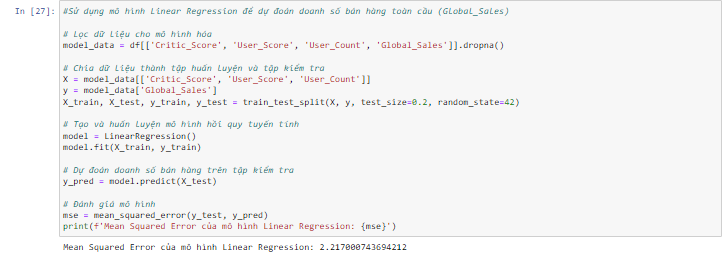 In [27]: #Sử dụng mô hình Linear Regression để dự đoán doanh số bán hàng toàn cầu (Global_Sales)
# Lọc dữ liệu cho mô hình hóa
model_data = df[['Critic_Score', 'User_Score', 'User_Count', 'Global_Sales']].dropna()
# Chia dữ liệu thành tập huấn luyện và tập kiểm tra
X = model_data[['Critic_Score', 'User_Score', 'User_Count']]
y = model_data['Global_Sales']
X_train, X_test, y_train, y_test = train_test_split(X, y, test_size=0.2, random_state=42)
# Tạo và huấn luyện mô hình hồi quy tuyến tính
model = LinearRegression()
model.fit(X_train, y_train)
# Dự đoán doanh số bán hàng trên tập kiểm tra
y_pred = model.predict(X_test)
# Đánh giá mô hình
mse = mean_squared_error(y_test, y_pred)
print(f'Mean Squared Error của mô hình Linear Regression: {mse}')
Mean Squared Error của mô hình Linear Regression: 2.217000743694212